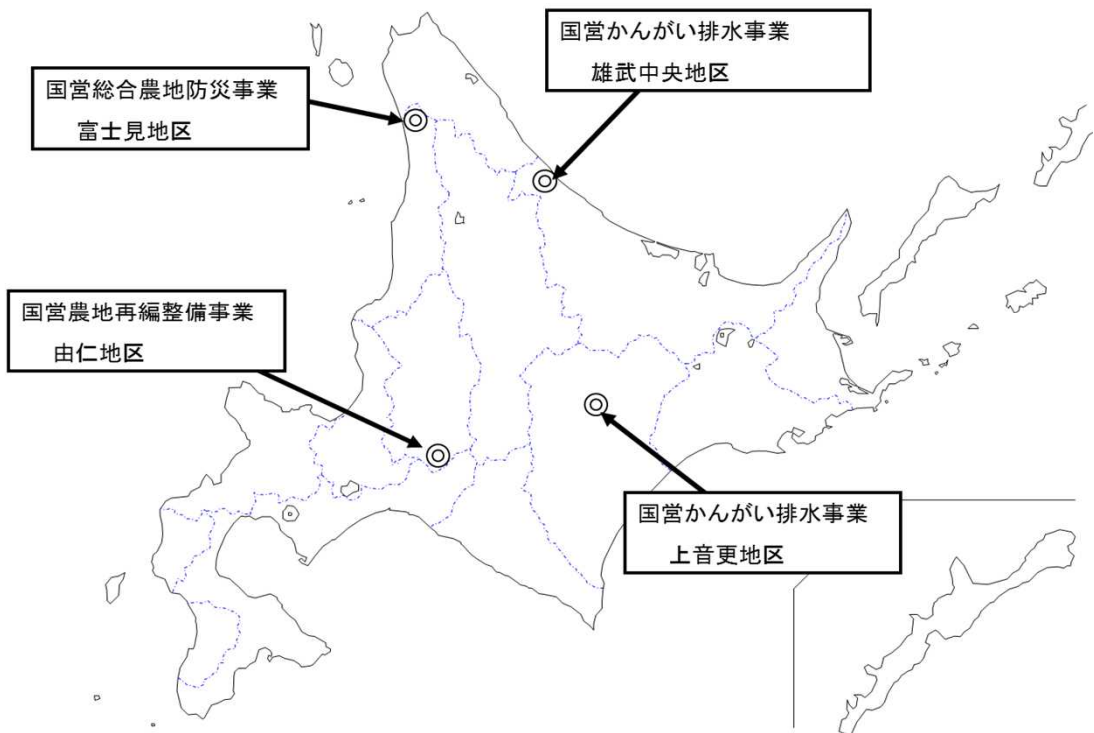 国営かんがい排水事業
雄武中央地区
国営総合農地防災事業
富士見地区
国営農地再編整備事業
由仁地区
国営かんがい排水事業
上音更地区